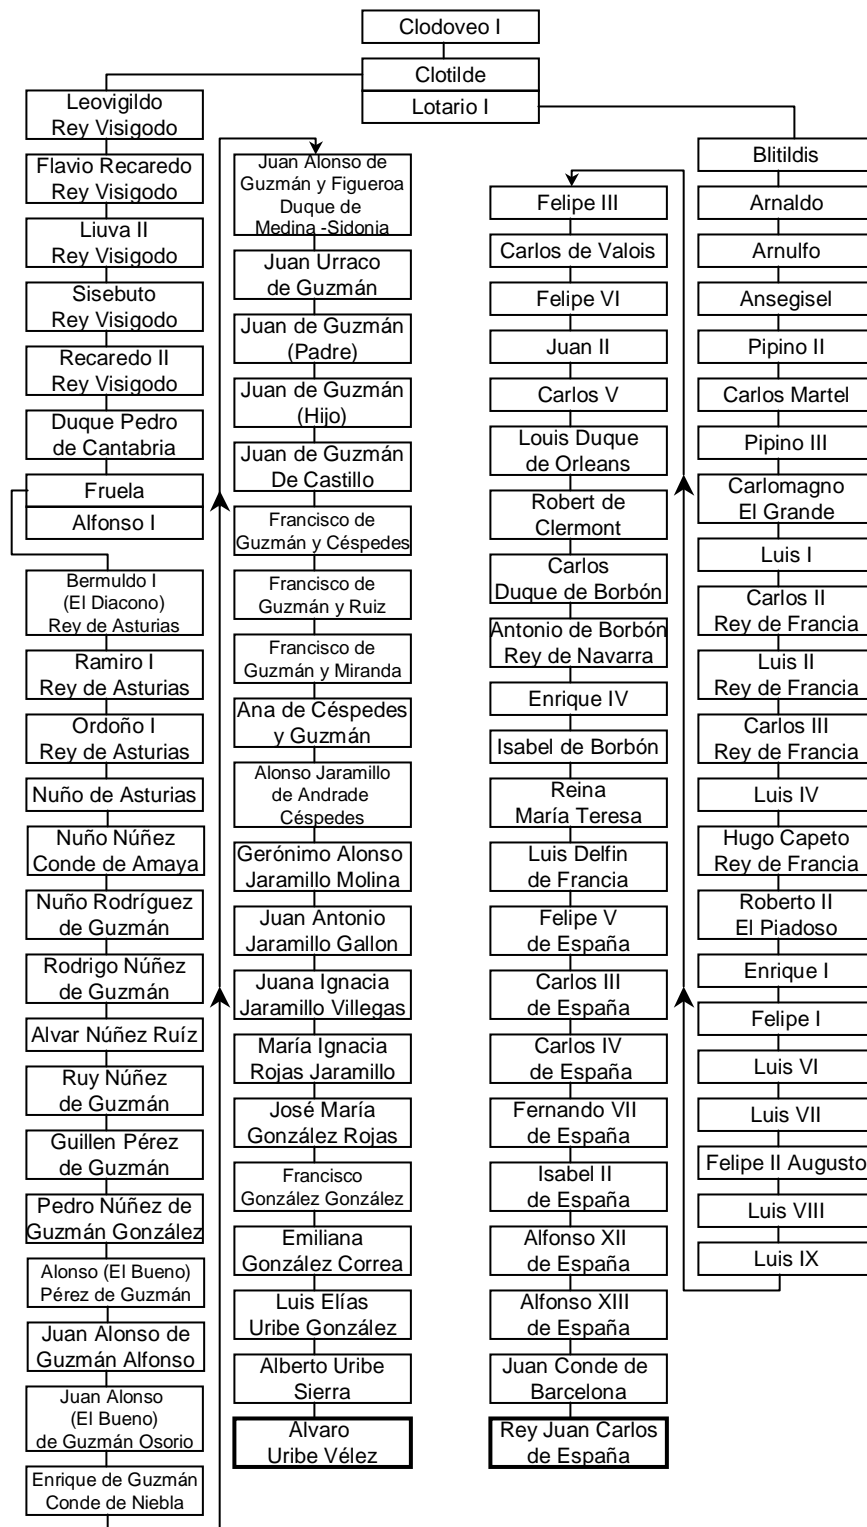 Clodoveo I
Clotilde
Lotario I
Leovigildo
Rey Visigodo
Flavio Recaredo
Rey Visigodo
Liuva II
Rey Visigodo
Sisebuto
Rey Visigodo
Recaredo II
Rey Visigodo
Duque Pedro
de Cantabria
Fruela
Alfonso I
Bermuldo I
(El Diacono)
Rey de Asturias
Ramiro I
Rey de Asturias
Ordoño I
Rey de Asturias
Nuño de Asturias
Nuño Núñez
Conde de Amaya
Nuño Rodríguez
de Guzmán
Rodrigo Núñez
de Guzmán
Alvar Núñez Ruíz
Ruy Núñez
de Guzmán
Guillen Pérez
de Guzmán
Pedro Núñez de
Guzmán González
Alonso (El Bueno)
Pérez de Guzmán
Juan Alonso de
Guzmán Alfonso
Juan Alonso
(El Bueno)
de Guzmán Osorio
Enrique de Guzmán
Conde de Niebla
Juan Alonso de
Guzmán y Figueroa
Duque de
Medina -Sidonia
Juan Urraco
de Guzmán
Juan de Guzmán
(Padre)
Juan de Guzmán
(Hijo)
Juan de Guzmán
De Castillo
Francisco de
Guzmán y Céspedes
Francisco de
Guzmán y Ruiz
Francisco de
Guzmán y Miranda
Ana de Céspedes
y Guzmán
Alonso Jaramillo
de Andrade
Céspedes
Gerónimo Alonso
Jaramillo Molina
Juan Antonio
Jaramillo Gallon
Juana Ignacia
Jaramillo Villegas
María Ignacia
Rojas Jaramillo
José María
González Rojas
Francisco
González González
Emiliana
González Correa
Luis Elías
Uribe González
Alberto Uribe
Sierra
Alvaro
Uribe Vélez
Felipe III
Carlos de Valois
Felipe VI
Juan II
Carlos V
Louis Duque
de Orleans
Robert de
Clermont
Carlos
Duque de Borbón
Antonio de Borbón
Rey de Navarra
Enrique IV
Isabel de Borbón
Reina
María Teresa
Luis Delfin
de Francia
Felipe V
de España
Carlos III
de España
Carlos IV
de España
Fernando VII
de España
Isabel II
de España
Alfonso XII
de España
Alfonso XIII
de España
Juan Conde de
Barcelona
Rey Juan Carlos
de España
Blitildis
Arnaldo
Arnulfo
Ansegisel
Pipino II
Carlos Martel
Pipino III
Carlomagno
El Grande
Luis I
Carlos II
Rey de Francia
Luis II
Rey de Francia
Carlos III
Rey de Francia
Luis IV
Hugo Capeto
Rey de Francia
Roberto II
El Piadoso
Enrique I
Felipe I
Luis VI
Luis VII
Felipe II Augusto
Luis VIII
Luis IX